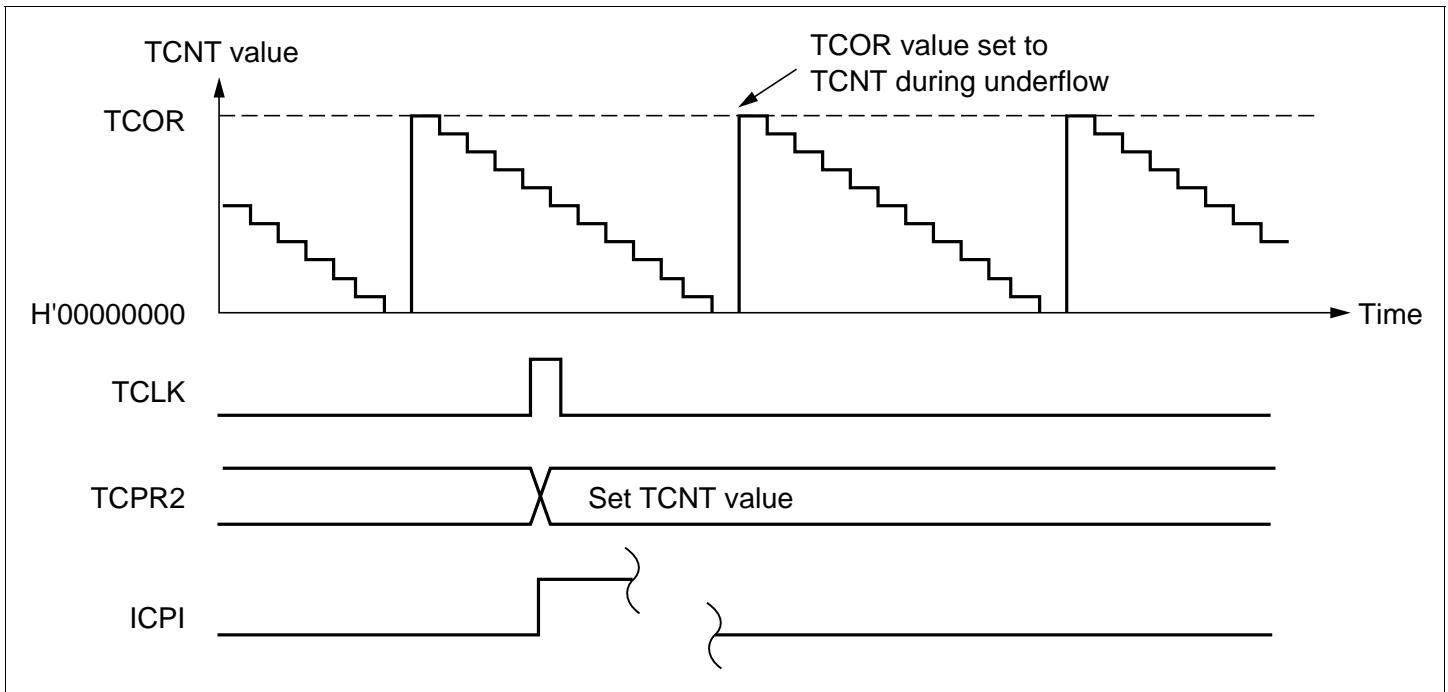 TCNT value
TCOR value set to
TCNT during underflow
TCOR
H'00000000
Time
TCLK
TCPR2
Set TCNT value
ICPI